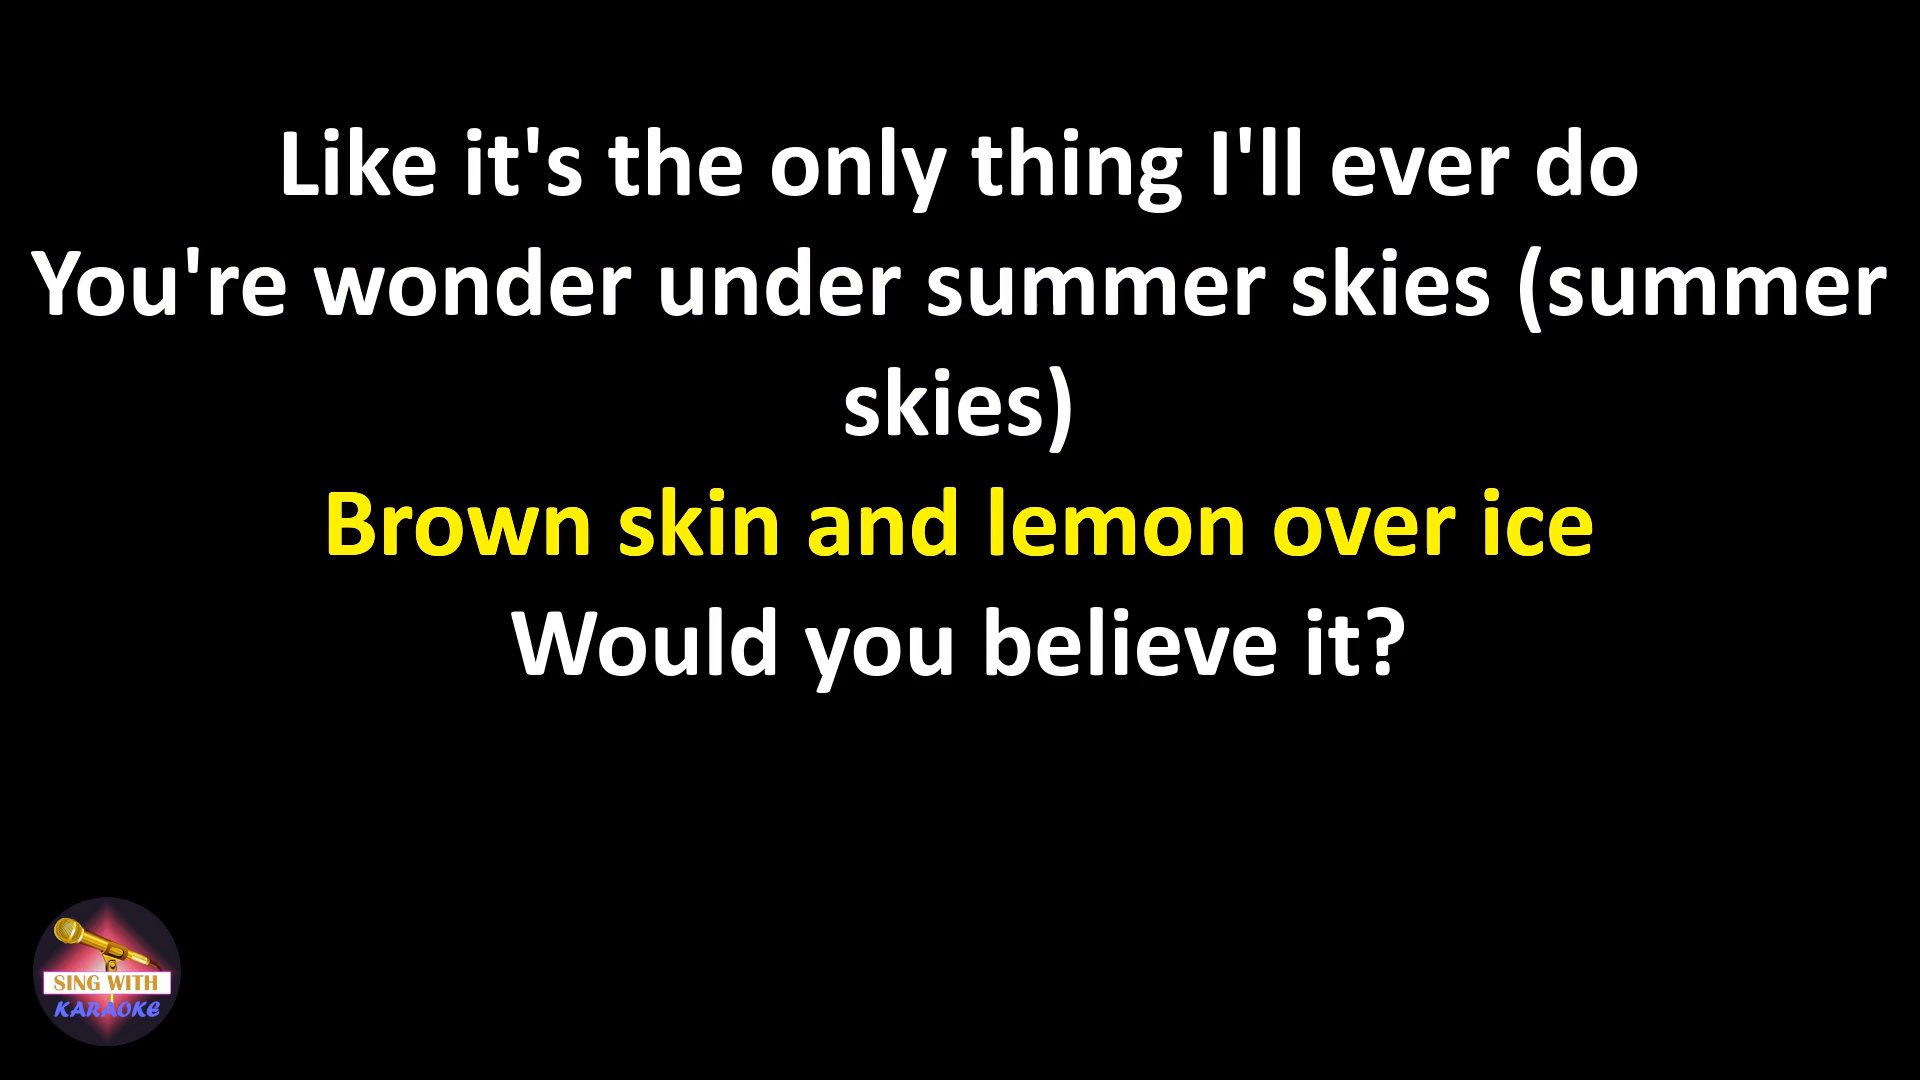 Like it's the only thing I'll ever do
You're wonder under summer skies (summer
skies)
Brown skin and lemon over ice
Would you believe it?
SING WITH
KARAOKE